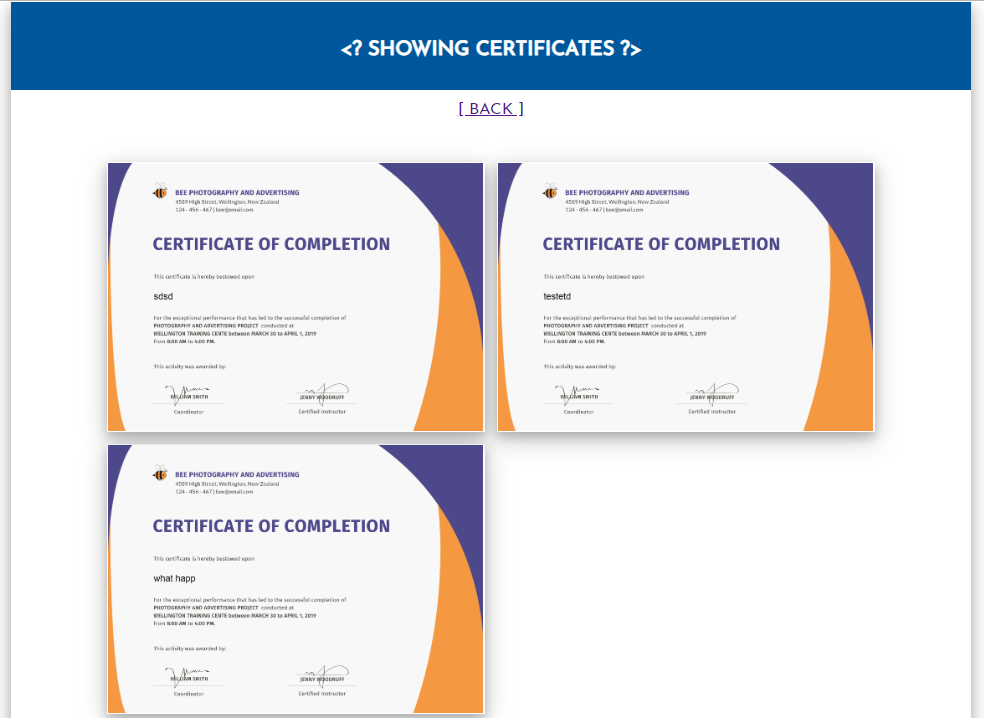 <? SHOWING CERTIFICATES ?>
[ BACK ]
BEE PHOTOGRAPHY AND ADVERTISING
4589 High Street, Wellington, New Zealand
124 - 456 - 467 | bee@email.com
CERTIFICATE OF COMPLETION
This certificate is hereby bestowed upon
sdsd
For the exceptional performance that has led to the successful completion of
PHOTOGRAPHY AND ADVERTISING PROJECT conducted at
WELLINGTON TRAINING CENTE between MARCH 30 to APRIL 1, 2019
from 8:00 AM to 4:00 PM.
This activity was awarded by:
WILLIAM SMITH
Coordinator
JENNY WOODRUFF
Certified Instructor
BEE PHOTOGRAPHY AND ADVERTISING
4589 High Street, Wellington, New Zealand
124 - 456 - 467 | bee@email.com
CERTIFICATE OF COMPLETION
This certificate is hereby bestowed upon
testetd
For the exceptional performance that has led to the successful completion of
PHOTOGRAPHY AND ADVERTISING PROJECT conducted at
WELLINGTON TRAINING CENTE between MARCH 30 to APRIL 1, 2019
from 8:00 AM to 4:00 PM.
This activity was awarded by:
WILLIAM SMITH
Coordinator
JENNY WOODRUFF
Certified Instructor
BEE PHOTOGRAPHY AND ADVERTISING
4589 High Street, Wellington, New Zealand
124 - 456 - 467 | bee@email.com
CERTIFICATE OF COMPLETION
This certificate is hereby bestowed upon
what happ
For the exceptional performance that has led to the successful completion of
PHOTOGRAPHY AND ADVERTISING PROJECT conducted at
WELLINGTON TRAINING CENTE between MARCH 30 to APRIL 1, 2019
from 8:00 AM to 4:00 PM.
This activity was awarded by:
WILLIAM SMITH
Coordinator
JENNY WOODRUFF
Certified Instructor